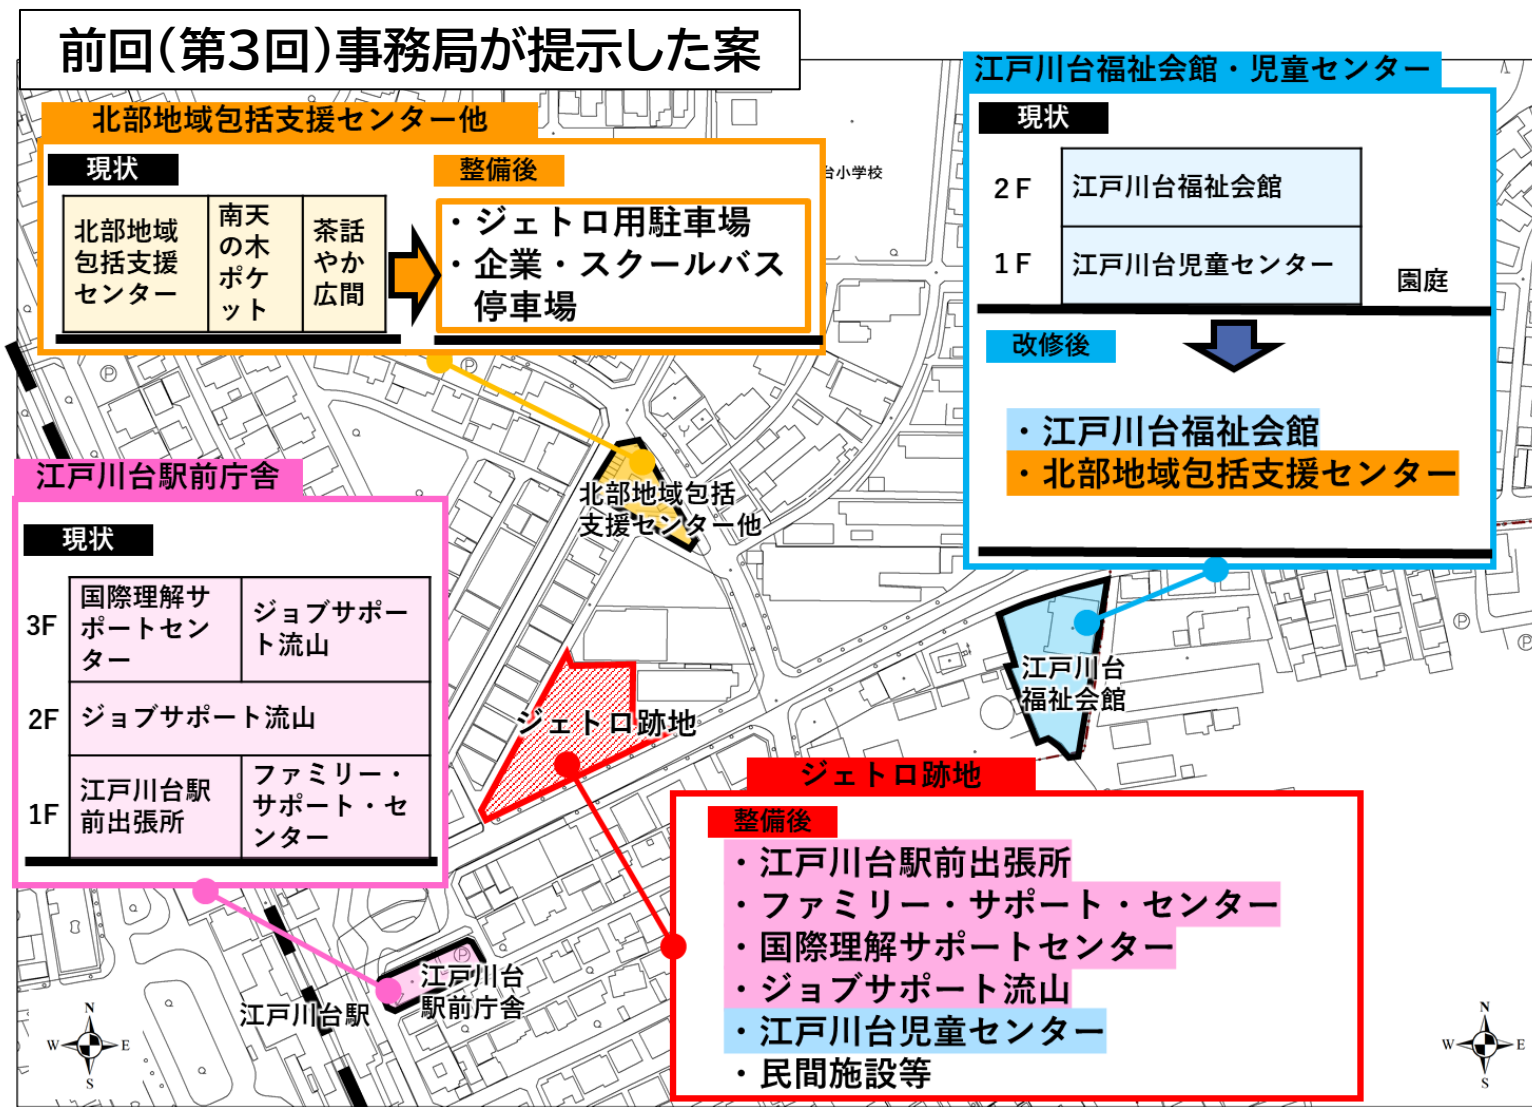 前回(第3回)事務局が提示した案
北部地域包括支援センター他
現状
北部地域
包括支援
センター
南天
の木
ポケ
ット
茶話
やか
広間
整備後
・ジェトロ用駐車場
・企業・スクールバス
停車場
台小学校
江戸川台福祉会館・児童センター
現状
2F
江戸川台福祉会館
1F
江戸川台児童センター
園庭
改修後
・江戸川台福祉会館
・北部地域包括支援センター
江戸川台駅前庁舎
現状
3F
国際理解サ
ポートセン
ター
ジョブサポー
ト流山
2F
ジョブサポート流山
1F
江戸川台駅
前出張所
ファミリー・
サポート・セ
ンター
北部地域包括
支援センター他
ジェトロ跡地
江戸川台
福祉会館
江戸川台
駅前庁舎
江戸川台駅
ジェトロ跡地
整備後
・江戸川台駅前出張所
・ファミリー・サポート・センター
・国際理解サポートセンター
・ジョブサポート流山
・江戸川台児童センター
・民間施設等
P
P
P
P
P
N
W E
S
N
W E
S